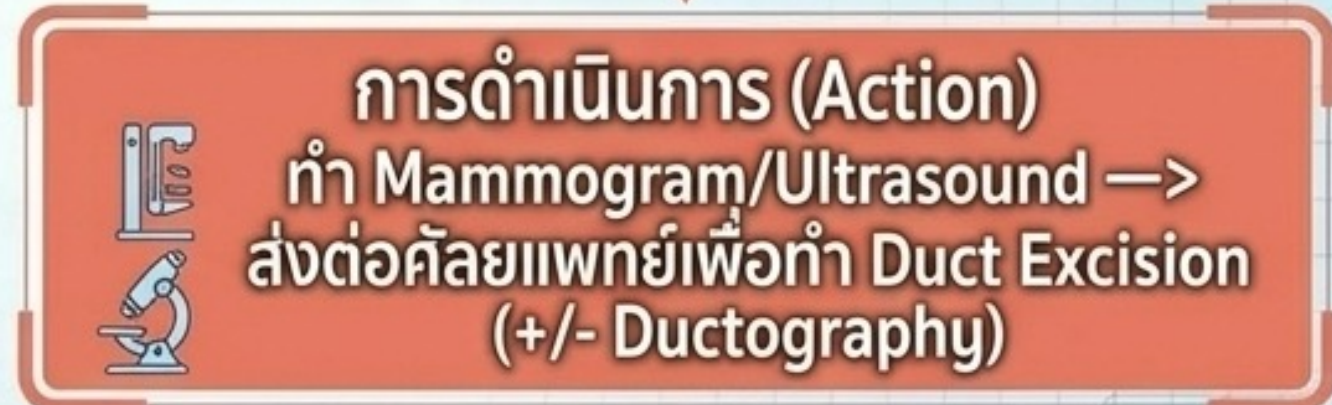 การดำเนินการ (Action)
ทำ Mammogram/Ultrasound —>
ส่งต่อศัลยแพทย์เพื่อทำ Duct Excision
(+/- Ductography)